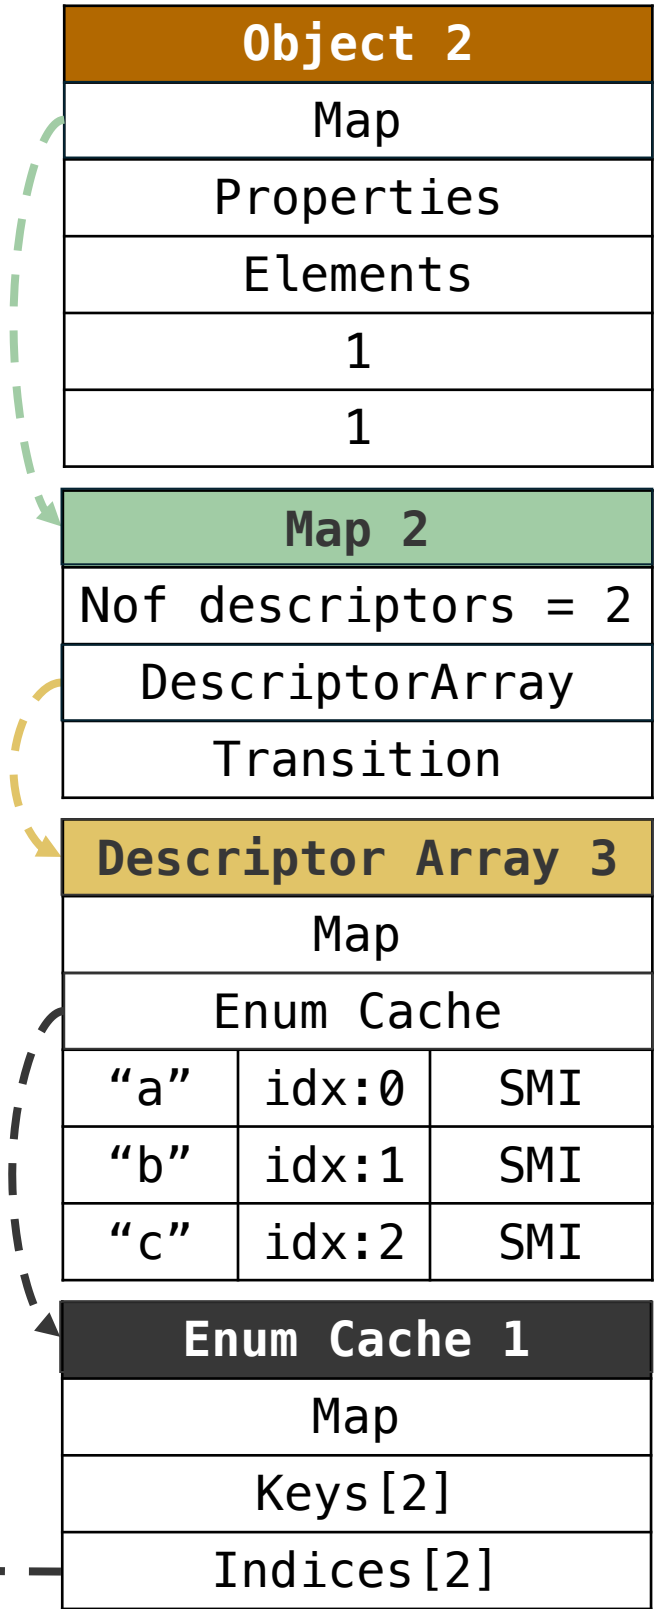 Object 2
Map
Properties
Elements
1
1
Map 2
Nof descriptors = 2
DescriptorArray
Transition
Descriptor Array 3
Map
Enum Cache
“a” idx:0 SMI
“b” idx:1 SMI
“c” idx:2 SMI
Enum Cache 1
Map
Keys[2]
Indices[2]